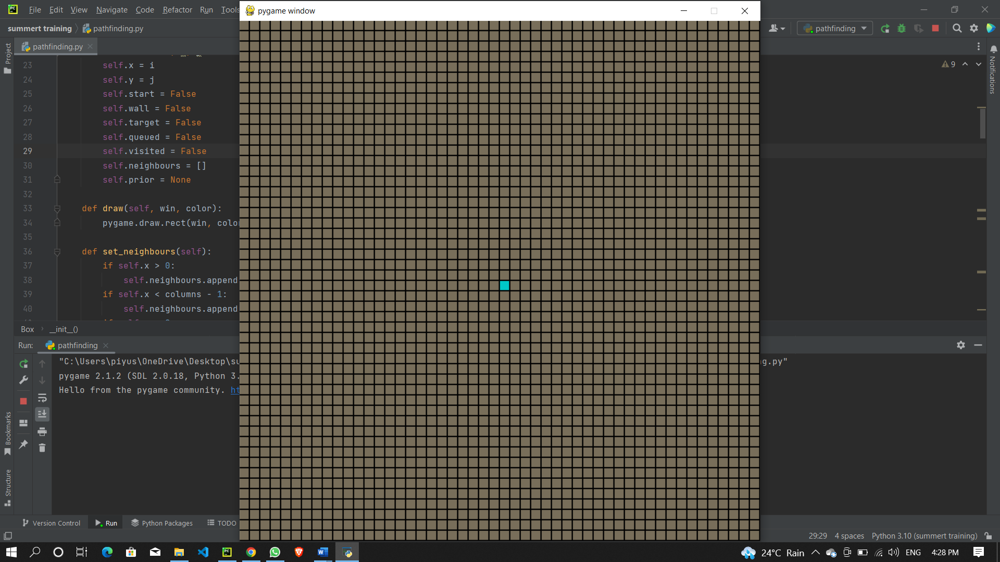 File Edit View Navigate Code Refactor Run Tools
pygame window
summert training pathfinding.py
pathfinding
pathfinding.py
9
Project
Notifications
23 self.x = i
24 self.y = j
25 self.start = False
26 self.wall = False
27 self.target = False
28 self.queued = False
29 self.visited = False
30 self.neighbours = []
31 self.prior = None
32
33 def draw(self, win, color):
34 pygame.draw.rect(win, colo
35
36 def set_neighbours(self):
37 if self.x > 0:
38 self.neighbours.append
39 if self.x < columns - 1:
40 self.neighbours.append
Box __init__()
Run: pathfinding
"C:\Users\piyus\OneDrive\Desktop\su
g.py"
pygame 2.1.2 (SDL 2.0.18, Python 3.
Hello from the pygame community. ht
Bookmarks
Structure
Version Control Run Python Packages TODO
29:29 4 spaces Python 3.10 (summert training)
24°C Rain ENG 4:28 PM